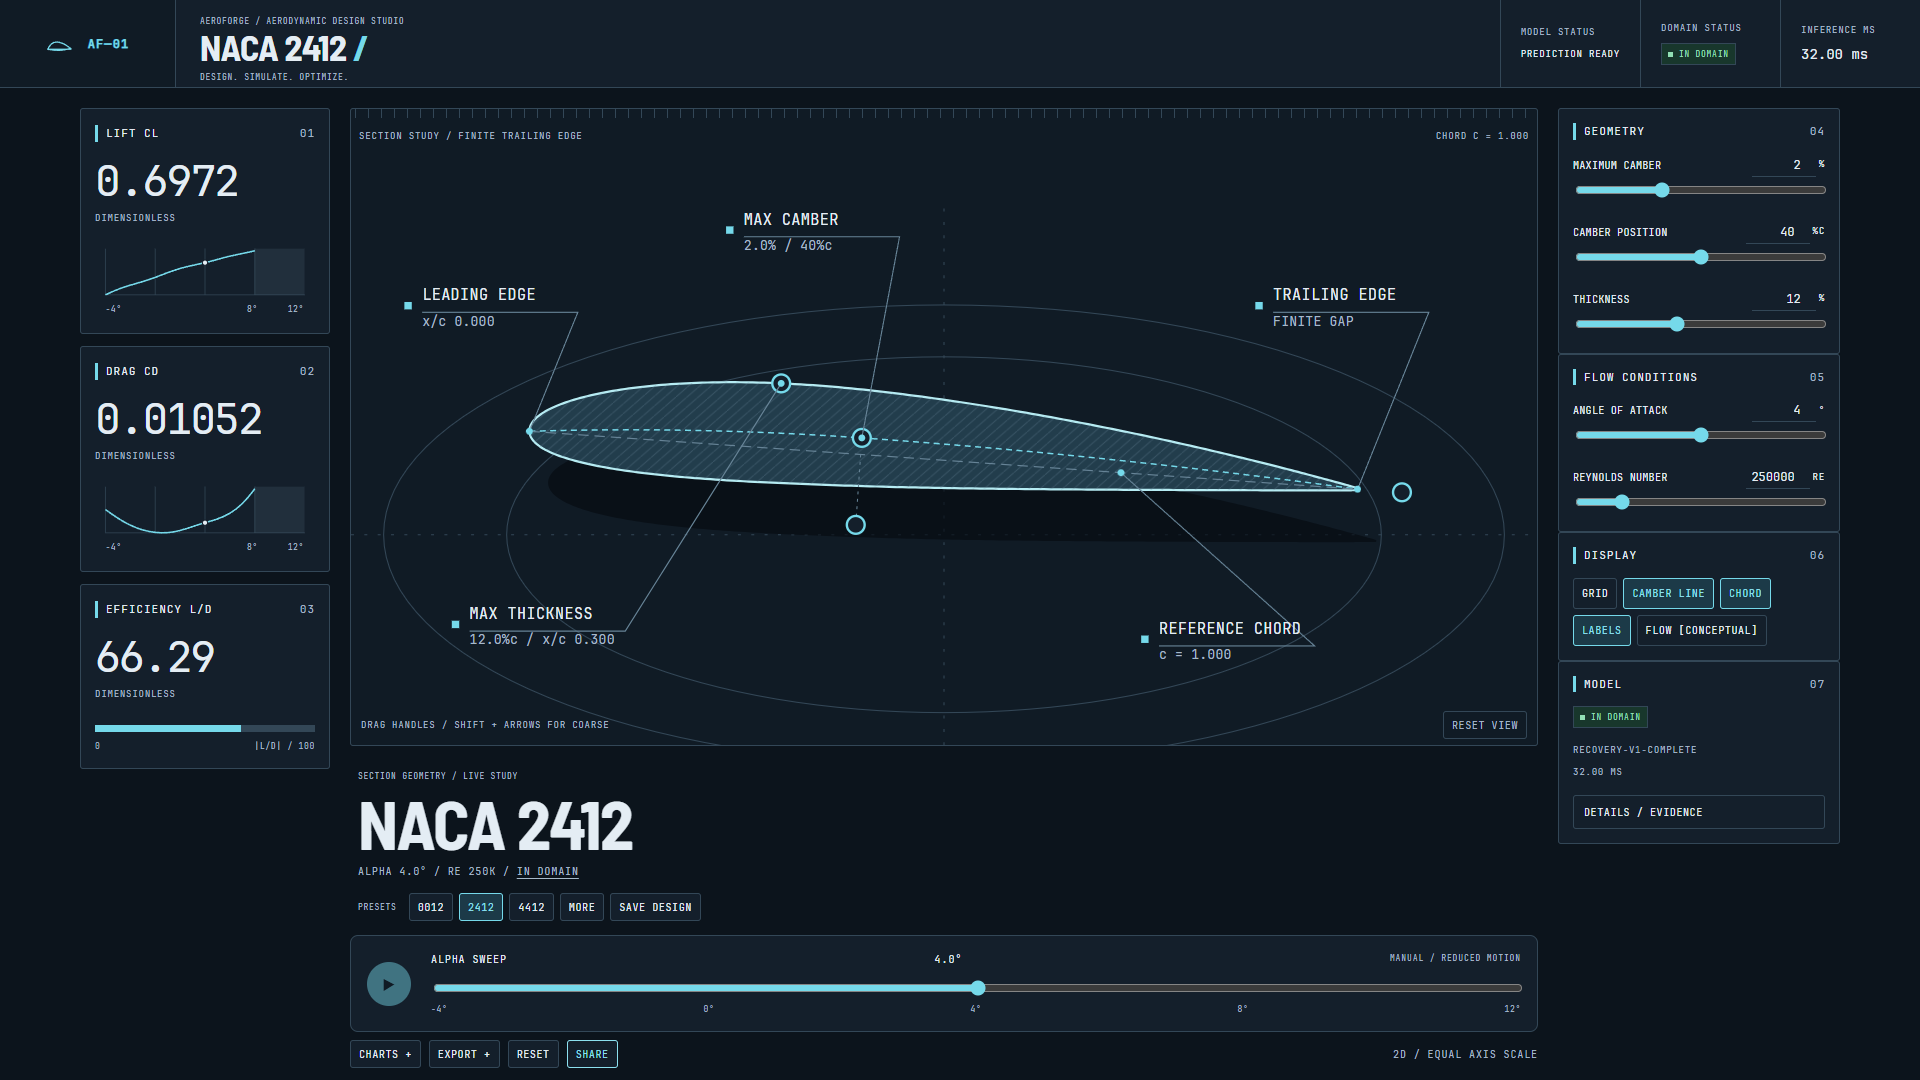 AF—01
AEROFORGE / AERODYNAMIC DESIGN STUDIO
NACA 2412 /
DESIGN. SIMULATE. OPTIMIZE.
MODEL STATUS
PREDICTION READY
DOMAIN STATUS
IN DOMAIN
INFERENCE MS
32.00 ms
LIFT CL 01
0.6972
DIMENSIONLESS
-4° 8° 12°
DRAG CD 02
0.01052
DIMENSIONLESS
-4° 8° 12°
EFFICIENCY L/D 03
66.29
DIMENSIONLESS
0 |L/D| / 100
SECTION STUDY / FINITE TRAILING EDGE
CHORD C = 1.000
MAX CAMBER
2.0% / 40%c
LEADING EDGE
x/c 0.000
TRAILING EDGE
FINITE GAP
MAX THICKNESS
12.0%c / x/c 0.300
REFERENCE CHORD
c = 1.000
DRAG HANDLES / SHIFT + ARROWS FOR COARSE
RESET VIEW
SECTION GEOMETRY / LIVE STUDY
NACA 2412
ALPHA 4.0° / RE 250K / IN DOMAIN
PRESETS 0012 2412 4412 MORE SAVE DESIGN
ALPHA SWEEP 4.0° MANUAL / REDUCED MOTION
-4° 0° 4° 8° 12°
CHARTS + EXPORT + RESET SHARE
2D / EQUAL AXIS SCALE
GEOMETRY 04
MAXIMUM CAMBER 2 %
CAMBER POSITION 40 %C
THICKNESS 12 %
FLOW CONDITIONS 05
ANGLE OF ATTACK 4 °
REYNOLDS NUMBER 250000 RE
DISPLAY 06
GRID CAMBER LINE CHORD
LABELS FLOW [CONCEPTUAL]
MODEL 07
IN DOMAIN
RECOVERY-V1-COMPLETE
32.00 MS
DETAILS / EVIDENCE